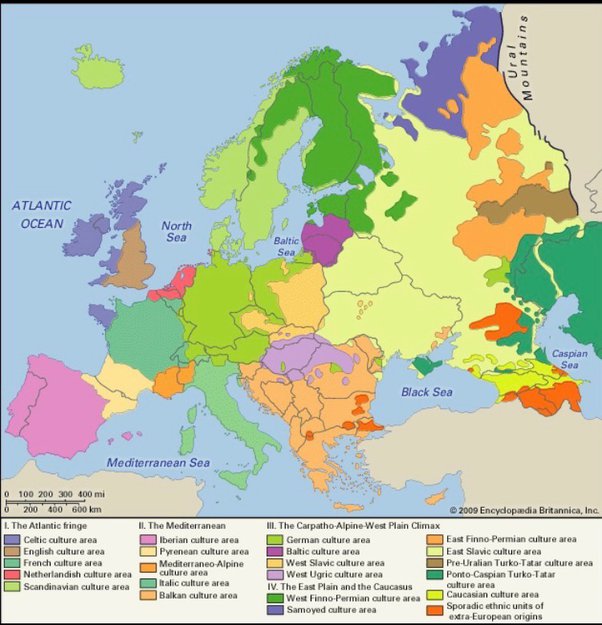 Ural
Mountains
ATLANTIC
OCEAN
North
Sea
Baltic
Sea
Caspian
Sea
Black Sea
Mediterranean Sea
0 100 200 300 400 mi
0 200 400 600 km
© 2009 Encyclopædia Britannica, Inc.
I. The Atlantic fringe
Celtic culture area
English culture area
French culture area
Netherlandish culture area
Scandinavian culture area
II. The Mediterranean
Iberian culture area
Pyrenean culture area
Mediterraneo-Alpine
culture area
Italic culture area
Balkan culture area
III. The Carpatho-Alpine-West Plain Climax
German culture area
Baltic culture area
West Slavic culture area
West Ugric culture area
IV. The East Plain and the Caucasus
West Finno-Permian culture area
Samoyed culture area
East Finno-Permian culture area
East Slavic culture area
Pre-Uralian Turko-Tatar culture area
Ponto-Caspian Turko-Tatar
culture area
Caucasian culture area
Sporadic ethnic units of
extra-European origins